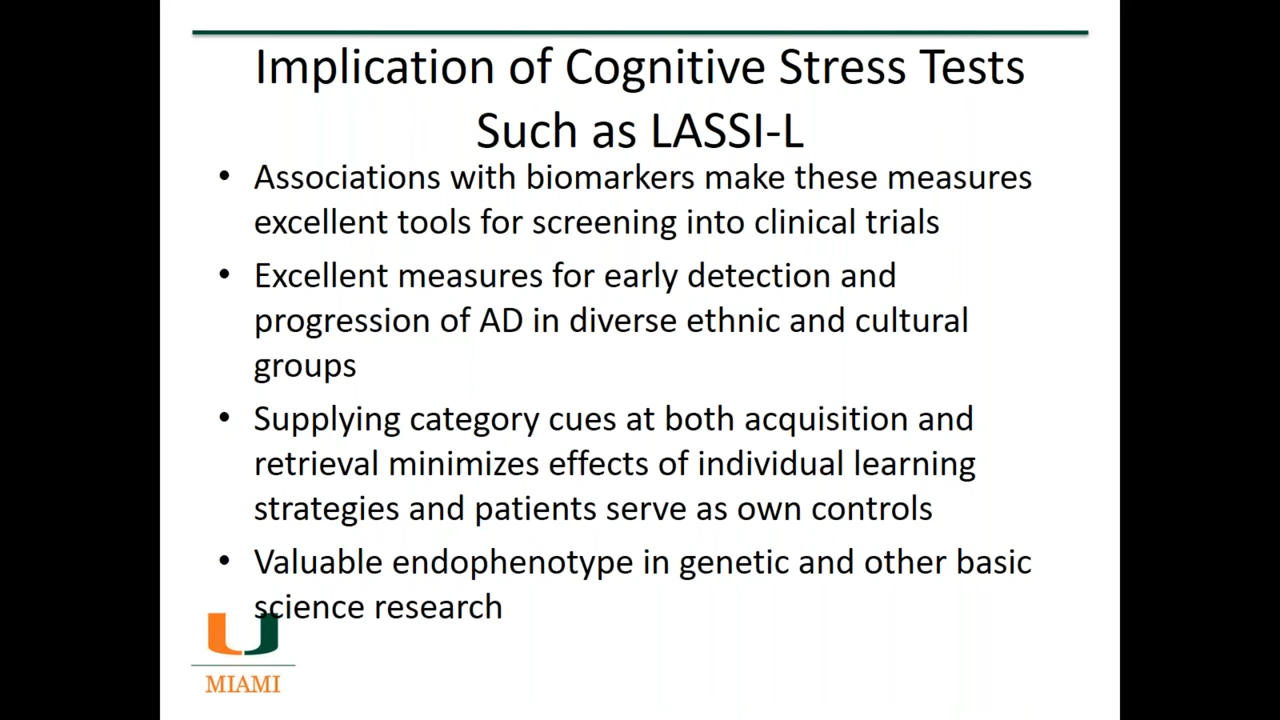 Implication of Cognitive Stress Tests
Such as LASSI-L
• Associations with biomarkers make these measures
excellent tools for screening into clinical trials
• Excellent measures for early detection and
progression of AD in diverse ethnic and cultural
groups
• Supplying category cues at both acquisition and
retrieval minimizes effects of individual learning
strategies and patients serve as own controls
• Valuable endophenotype in genetic and other basic
science research
MIAMI